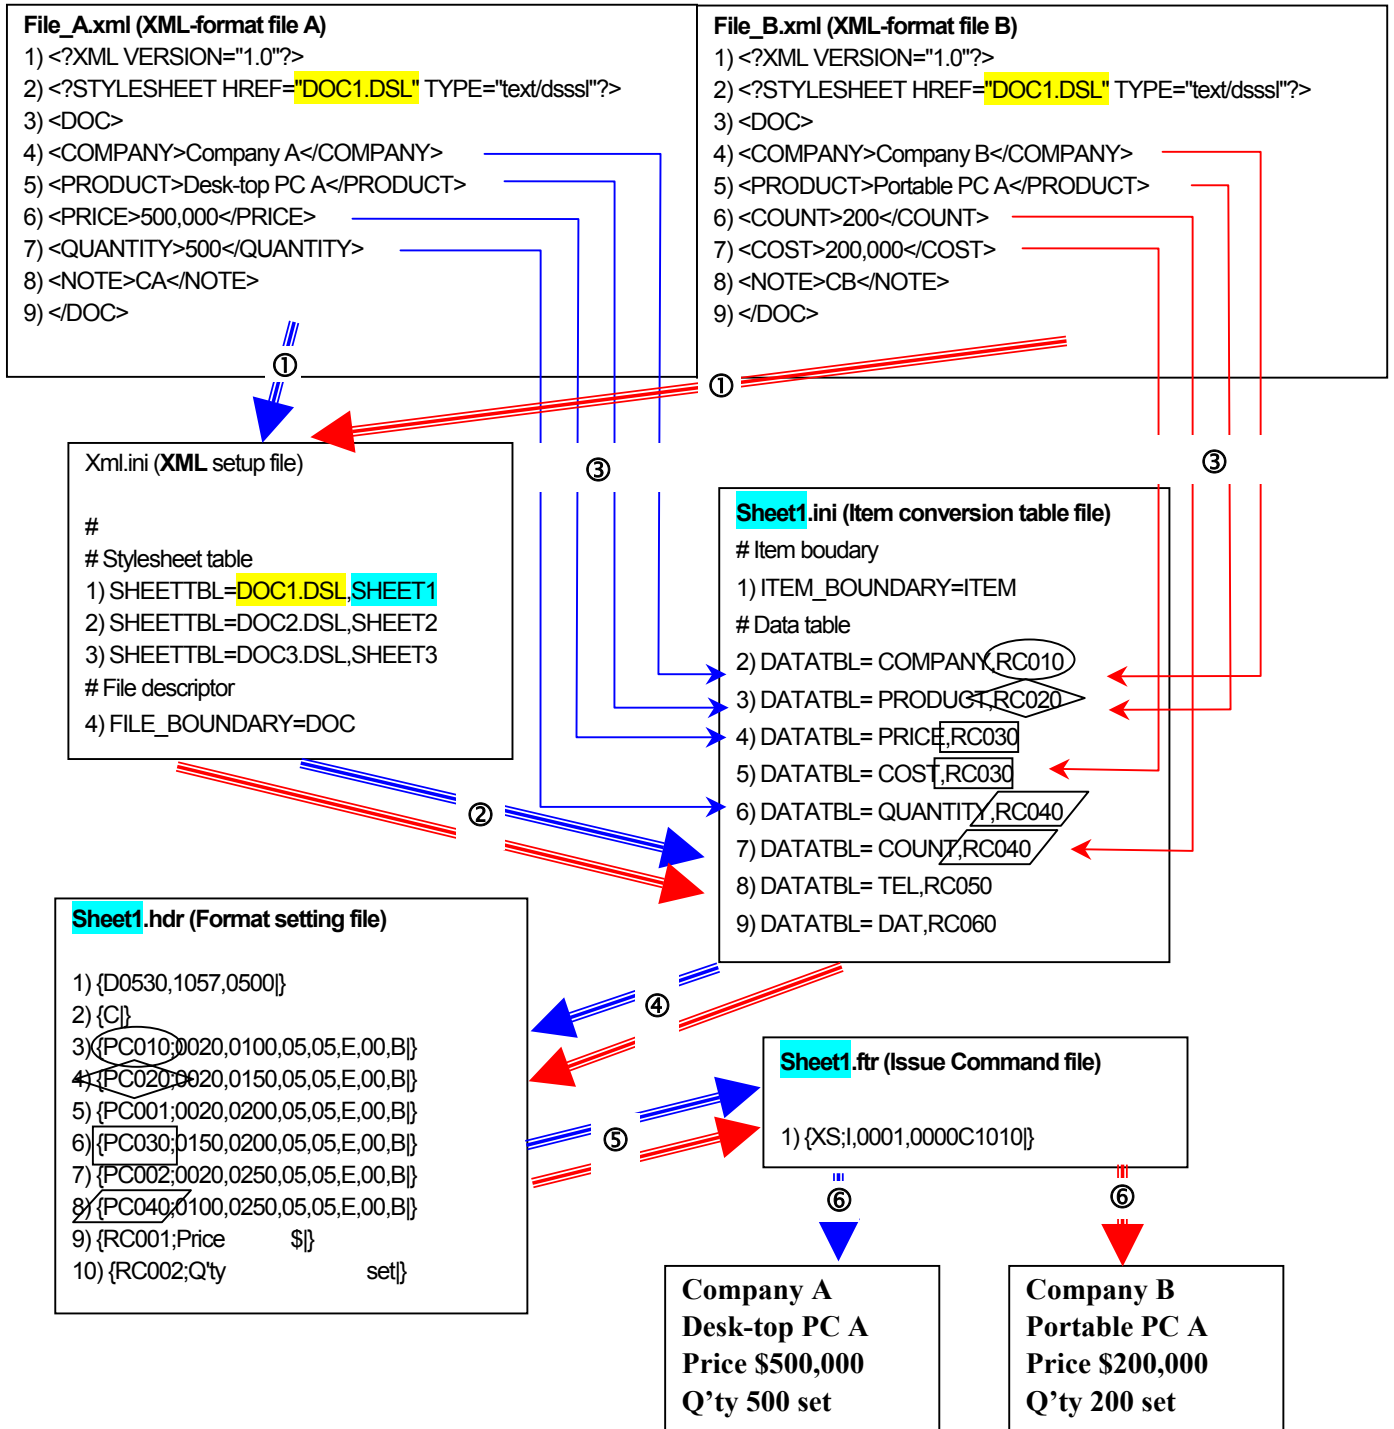 File_A.xml (XML-format file A)
1) <?XML VERSION="1.0"?>
2) <?STYLESHEET HREF="DOC1.DSL" TYPE="text/dsssl"?>
3) <DOC>
4) <COMPANY>Company A</COMPANY>
5) <PRODUCT>Desk-top PC A</PRODUCT>
6) <PRICE>500,000</PRICE>
7) <QUANTITY>500</QUANTITY>
8) <NOTE>CA</NOTE>
9) </DOC>
File_B.xml (XML-format file B)
1) <?XML VERSION="1.0"?>
2) <?STYLESHEET HREF="DOC1.DSL" TYPE="text/dsssl"?>
3) <DOC>
4) <COMPANY>Company B</COMPANY>
5) <PRODUCT>Portable PC A</PRODUCT>
6) <COUNT>200</COUNT>
7) <COST>200,000</COST>
8) <NOTE>CB</NOTE>
9) </DOC>
①
①
Xml.ini (XML setup file)
#
# Stylesheet table
1) SHEETTBL=DOC1.DSL,SHEET1
2) SHEETTBL=DOC2.DSL,SHEET2
3) SHEETTBL=DOC3.DSL,SHEET3
# File descriptor
4) FILE_BOUNDARY=DOC
③
③
Sheet1.ini (Item conversion table file)
# Item boudary
1) ITEM_BOUNDARY=ITEM
# Data table
2) DATATBL= COMPANY,RC010
3) DATATBL= PRODUCT,RC020
4) DATATBL= PRICE,RC030
5) DATATBL= COST,RC030
6) DATATBL= QUANTITY,RC040
7) DATATBL= COUNT,RC040
8) DATATBL= TEL,RC050
9) DATATBL= DAT,RC060
②
Sheet1.hdr (Format setting file)
1) {D0530,1057,0500|}
2) {C|}
3) {PC010;0020,0100,05,05,E,00,B|}
4) {PC020;0020,0150,05,05,E,00,B|}
5) {PC001;0020,0200,05,05,E,00,B|}
6) {PC030;0150,0200,05,05,E,00,B|}
7) {PC002;0020,0250,05,05,E,00,B|}
8) {PC040;0100,0250,05,05,E,00,B|}
9) {RC001;Price $|}
10) {RC002;Q'ty set|}
④
⑤
Sheet1.ftr (Issue Command file)
1) {XS;I,0001,0000C1010|}
⑥
⑥
Company A
Desk-top PC A
Price $500,000
Q’ty 500 set
Company B
Portable PC A
Price $200,000
Q’ty 200 set